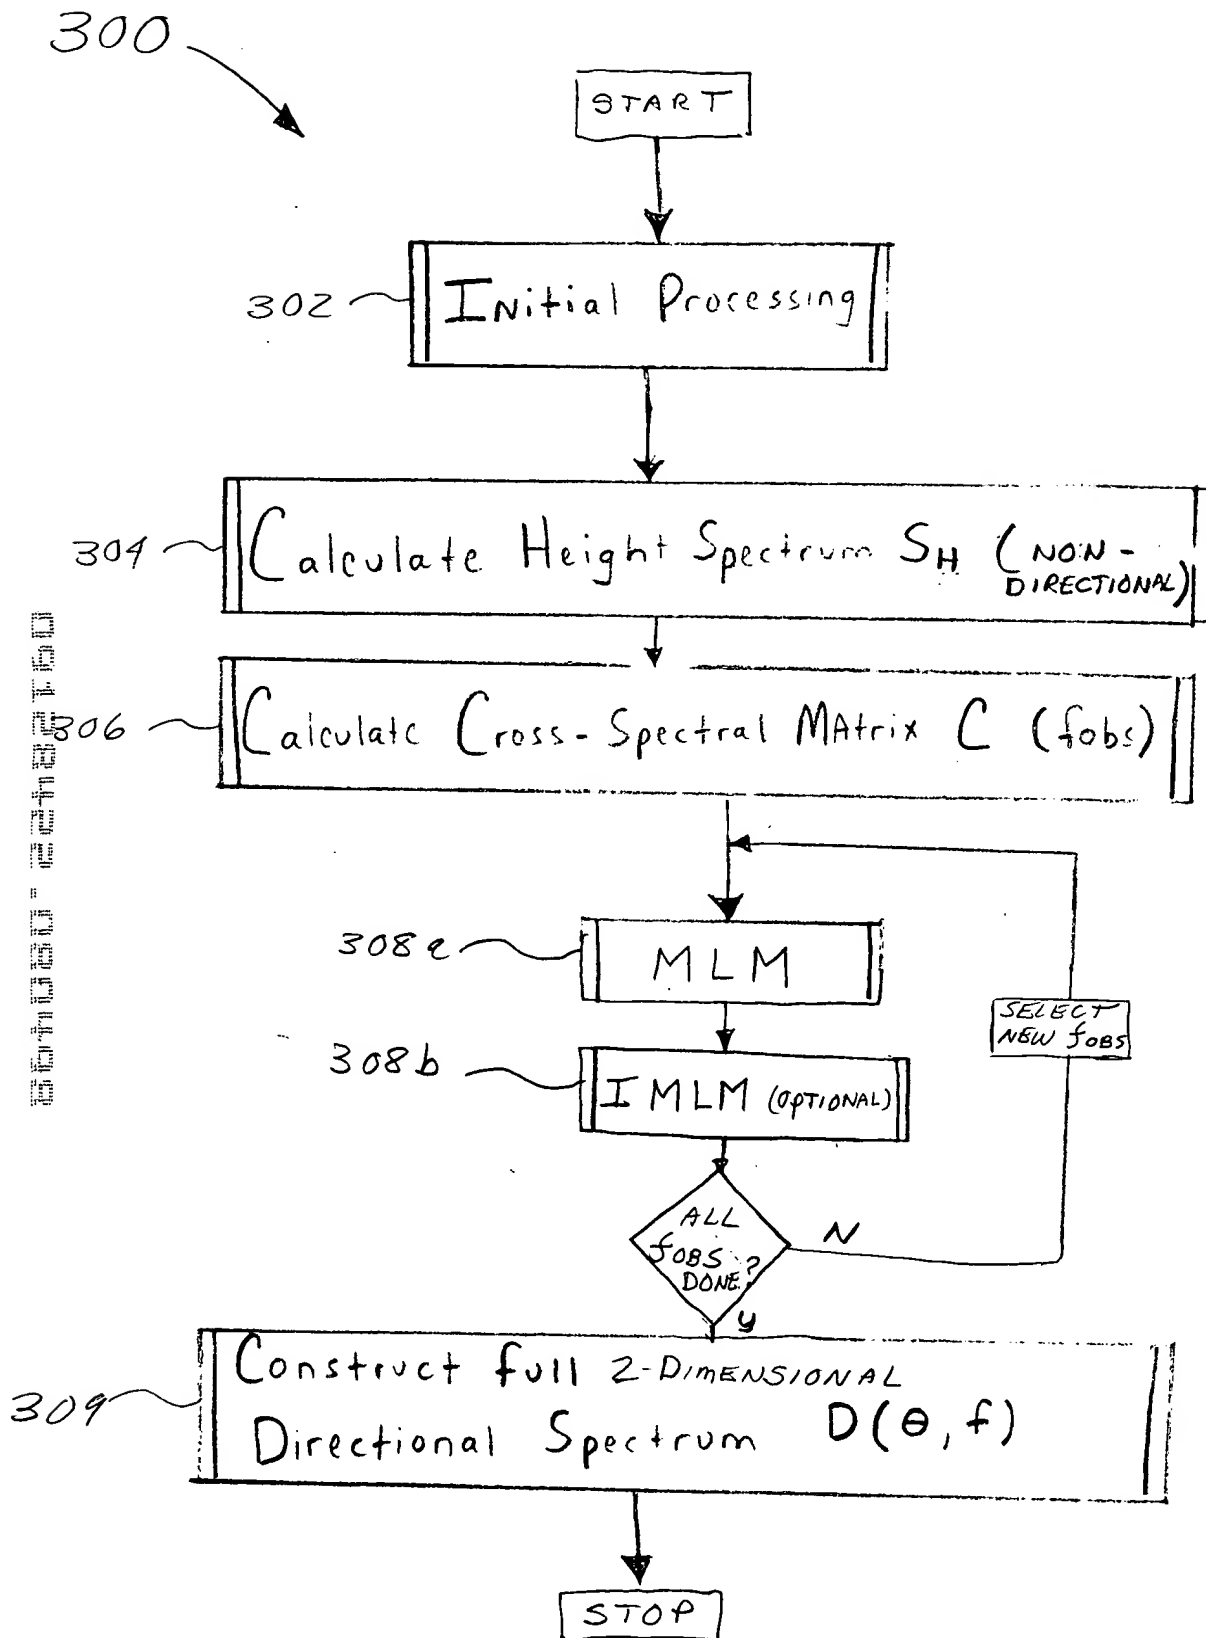 300
START
302
INitial Processing
304
Calculate Height Spectrum SH (NON-
DIRECTIONAL)
306
Calculate Cross-Spectral MAtrix C (fobs)
308a
MLM
SELECT
NEW fOBS
308b
IMLM (OPTIONAL)
ALL
fOBS
DONE?
N
y
309
Construct full 2-DIMENSIONAL
Directional Spectrum D(θ, f)
STOP